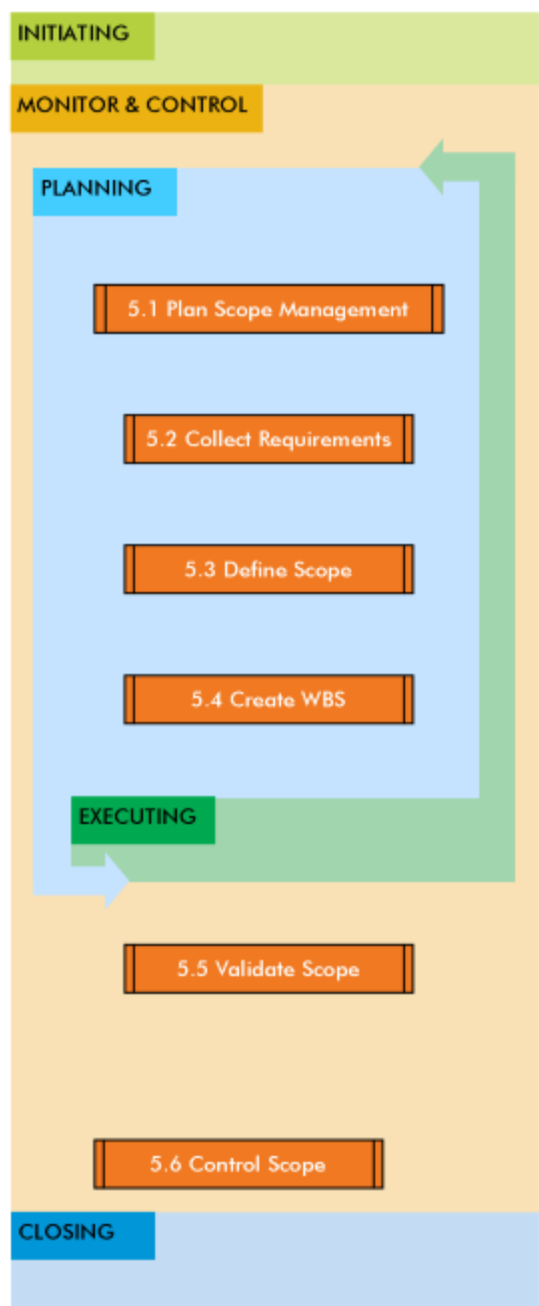 INITIATING
MONITOR & CONTROL
PLANNING
5.1 Plan Scope Management
5.2 Collect Requirements
5.3 Define Scope
5.4 Create WBS
EXECUTING
5.5 Validate Scope
5.6 Control Scope
CLOSING